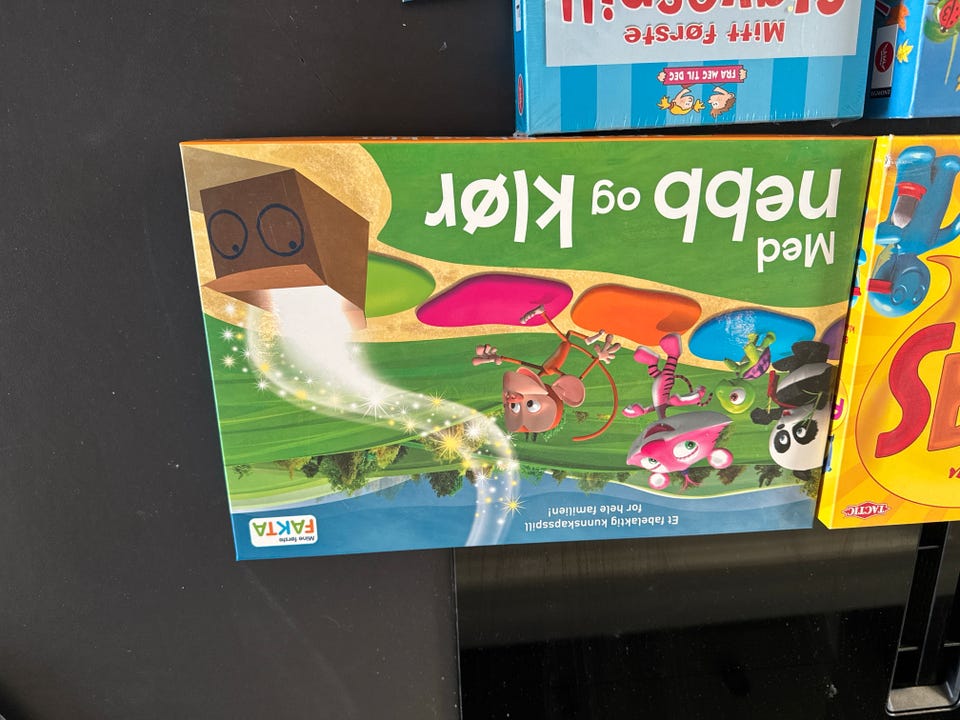 Med
nebb og klør
Et fabelaktig kunnskapsspill
for hele familien!
Mine første
FAKTA
FRA MEG TIL DEG
Mitt første
TACTIC